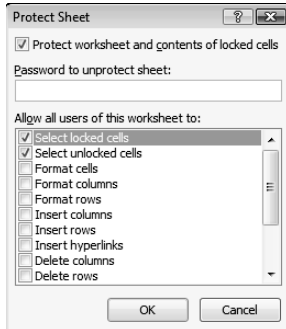 Protect Sheet
Protect worksheet and contents of locked cells
Password to unprotect sheet:
Allow all users of this worksheet to:
Select locked cells
Select unlocked cells
Format cells
Format columns
Format rows
Insert columns
Insert rows
Insert hyperlinks
Delete columns
Delete rows
OK Cancel